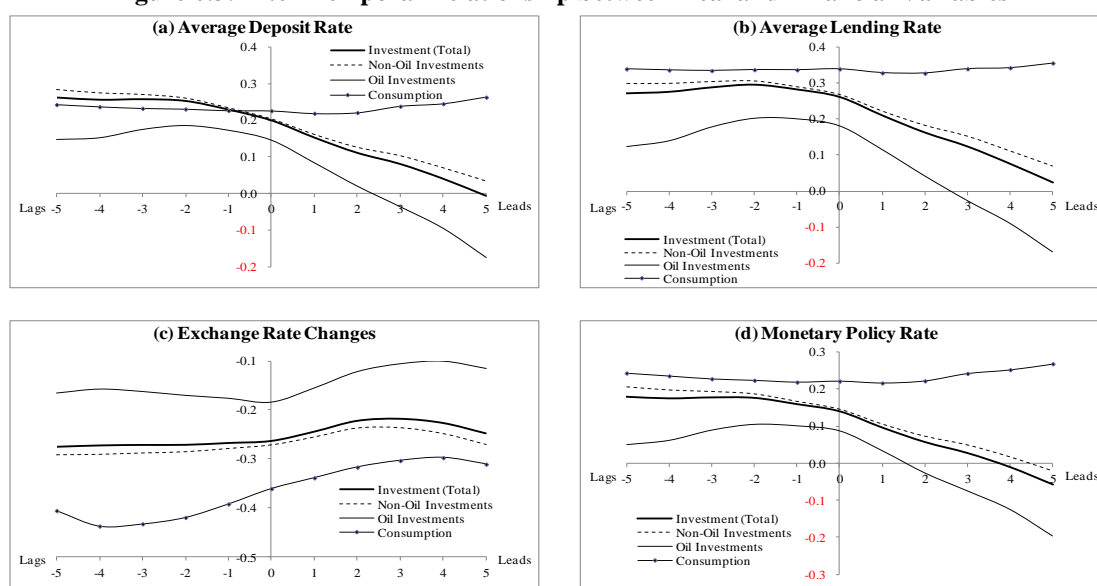 (a) Average Deposit Rate
0.4
0.3
0.2
0.1
0.0
-0.1
-0.2
Investment (Total)
Non-Oil Investments
Oil Investments
Consumption
Lags -5 -4 -3 -2 -1 0 1 2 3 4 5 Leads
(b) Average Lending Rate
0.4
0.3
0.2
0.1
0.0
-0.1
-0.2
Lags -5 -4 -3 -2 -1 0 1 2 3 4 5 Leads
Investment (Total)
Non-Oil Investments
Oil Investments
Consumption
(c) Exchange Rate Changes
-0.1
-0.2
-0.3
-0.4
-0.5
Investment (Total)
Non-Oil Investments
Oil Investments
Consumption
Lags -5 -4 -3 -2 -1 0 1 2 3 4 5 Leads
(d) Monetary Policy Rate
0.3
0.2
0.1
0.0
-0.1
-0.2
-0.3
Lags -5 -4 -3 -2 -1 0 1 2 3 4 5 Leads
Investment (Total)
Non-Oil Investments
Oil Investments
Consumption